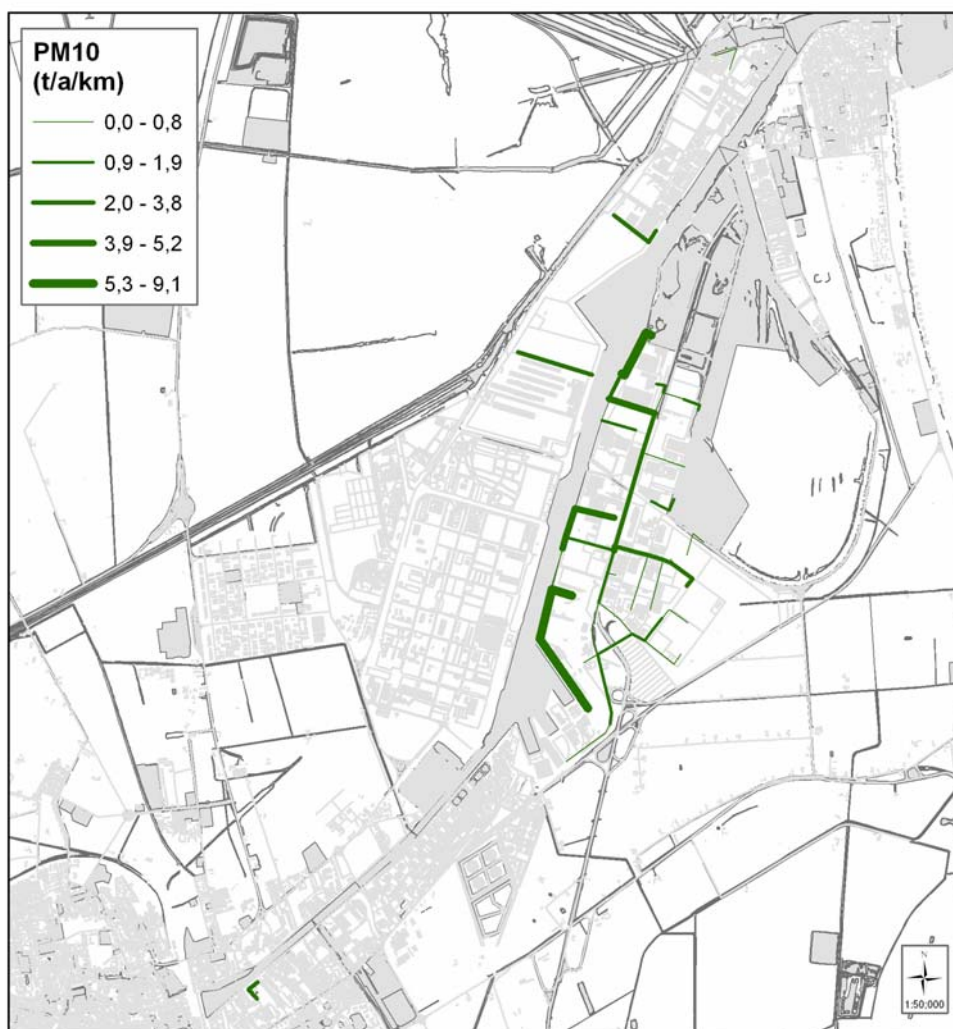 PM10
(t/a/km)
0,0 - 0,8
0,9 - 1,9
2,0 - 3,8
3,9 - 5,2
5,3 - 9,1
N
1:50,000